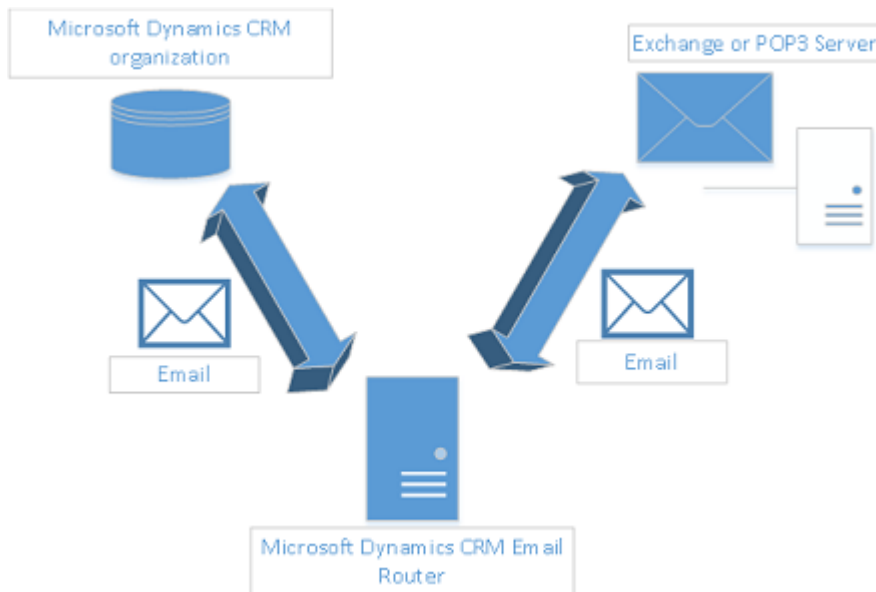 Microsoft Dynamics CRM
organization
Exchange or POP3 Server
Email
Email
Microsoft Dynamics CRM Email
Router